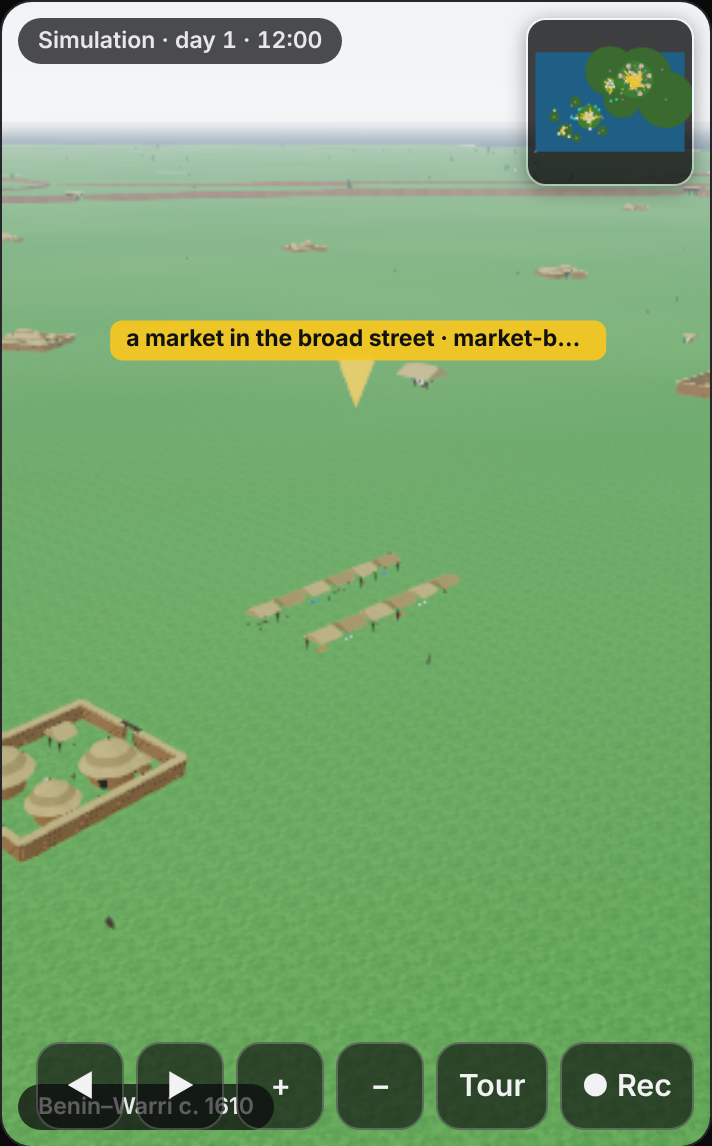 Simulation · day 1 · 12:00
a market in the broad street · market-b...
◀ ▶ + − Tour ● Rec
Benin–Warri c. 1610